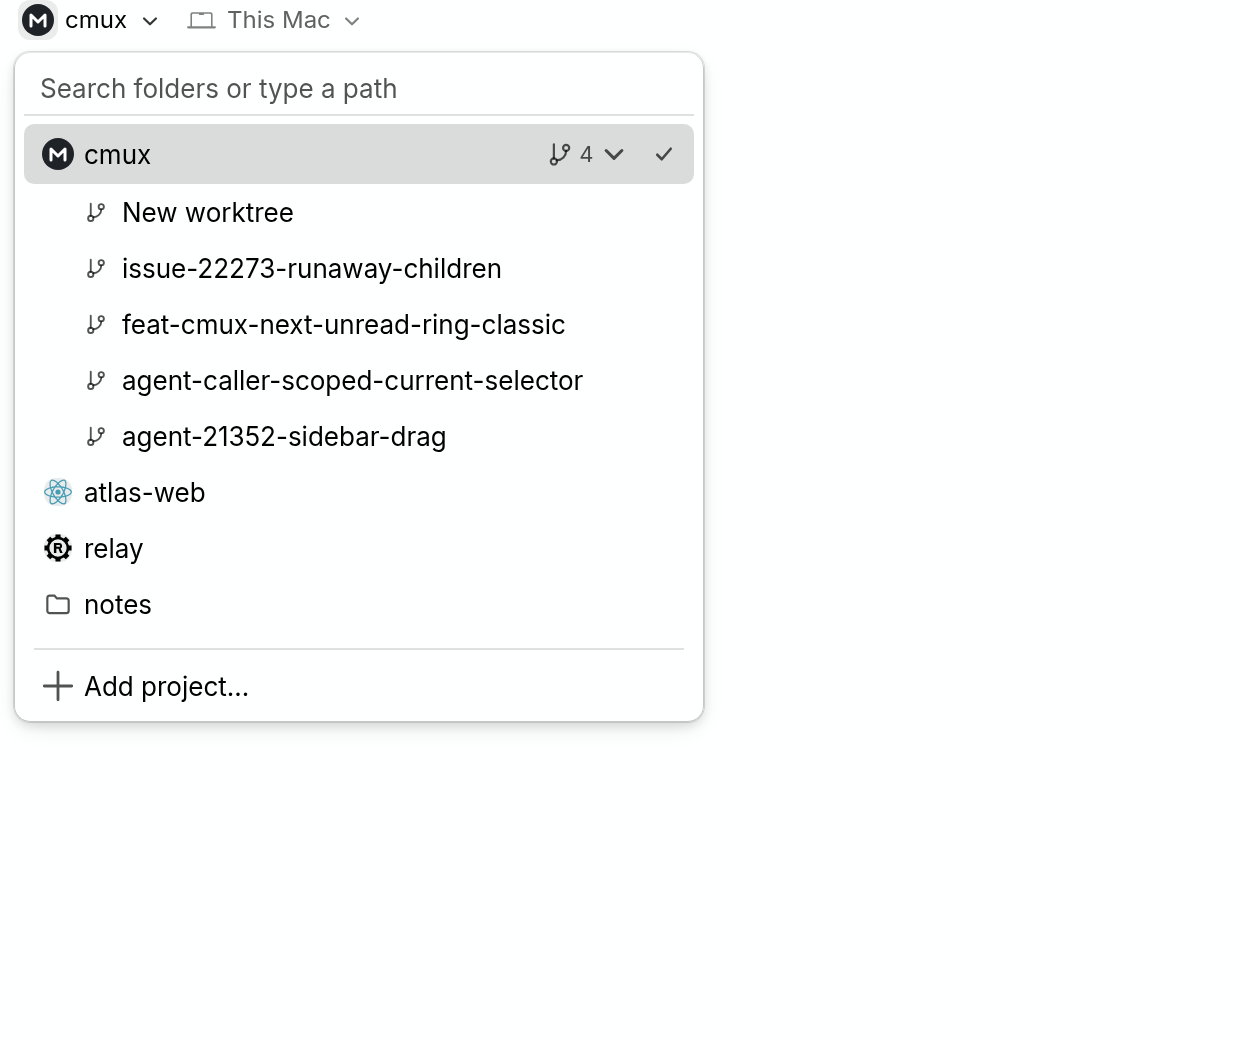 cmux This Mac
Search folders or type a path
cmux 4
New worktree
issue-22273-runaway-children
feat-cmux-next-unread-ring-classic
agent-caller-scoped-current-selector
agent-21352-sidebar-drag
atlas-web
R relay
notes
Add project...